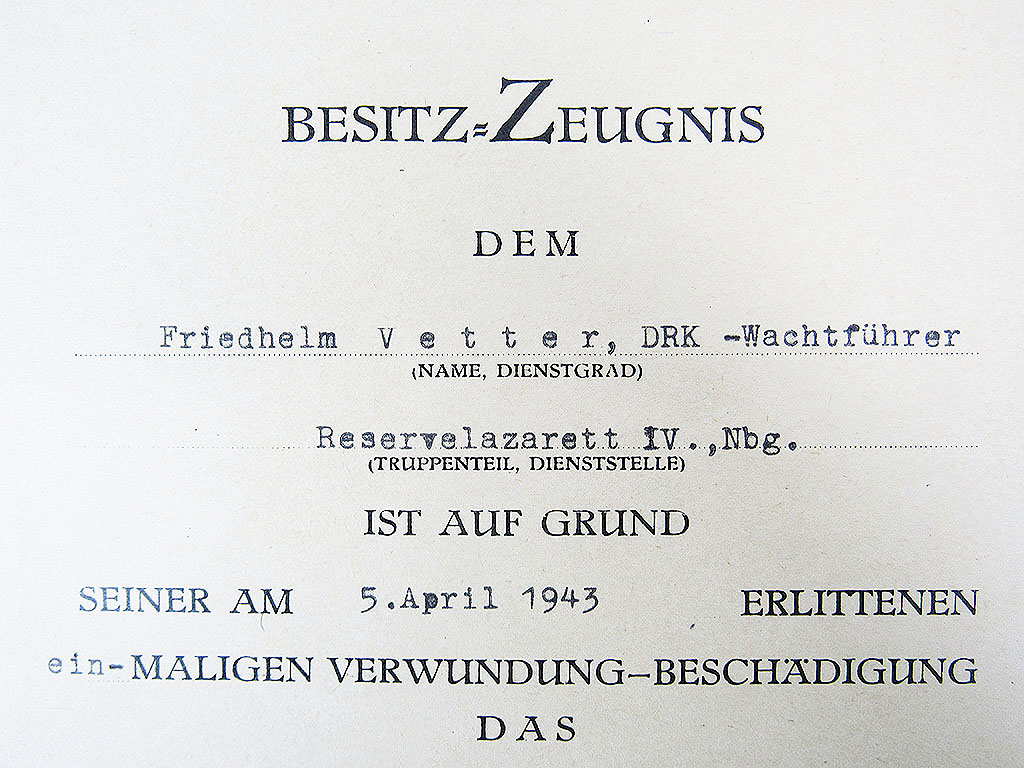 BESITZ=ZEUGNIS
DEM
Friedhelm V e t t e r, DRK -Wachtführer
(NAME, DIENSTGRAD)
Reservelazarett IV.,Nbg.
(TRUPPENTEIL, DIENSTSTELLE)
IST AUF GRUND
SEINER AM 5.April 1943 ERLITTENEN
ein-MALIGEN VERWUNDUNG–BESCHÄDIGUNG
DAS